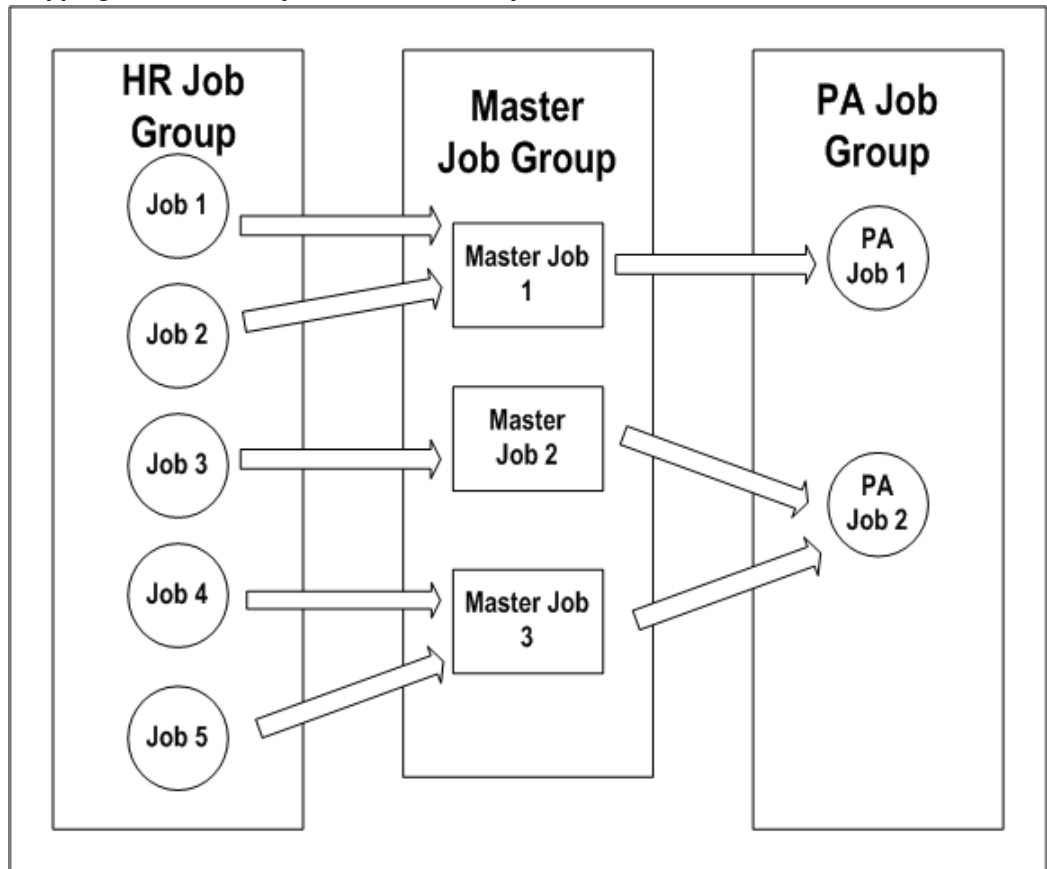 HR Job
Group
Job 1
Job 2
Job 3
Job 4
Job 5
Master
Job Group
Master Job
1
Master
Job 2
Master Job
3
PA Job
Group
PA
Job 1
PA
Job 2